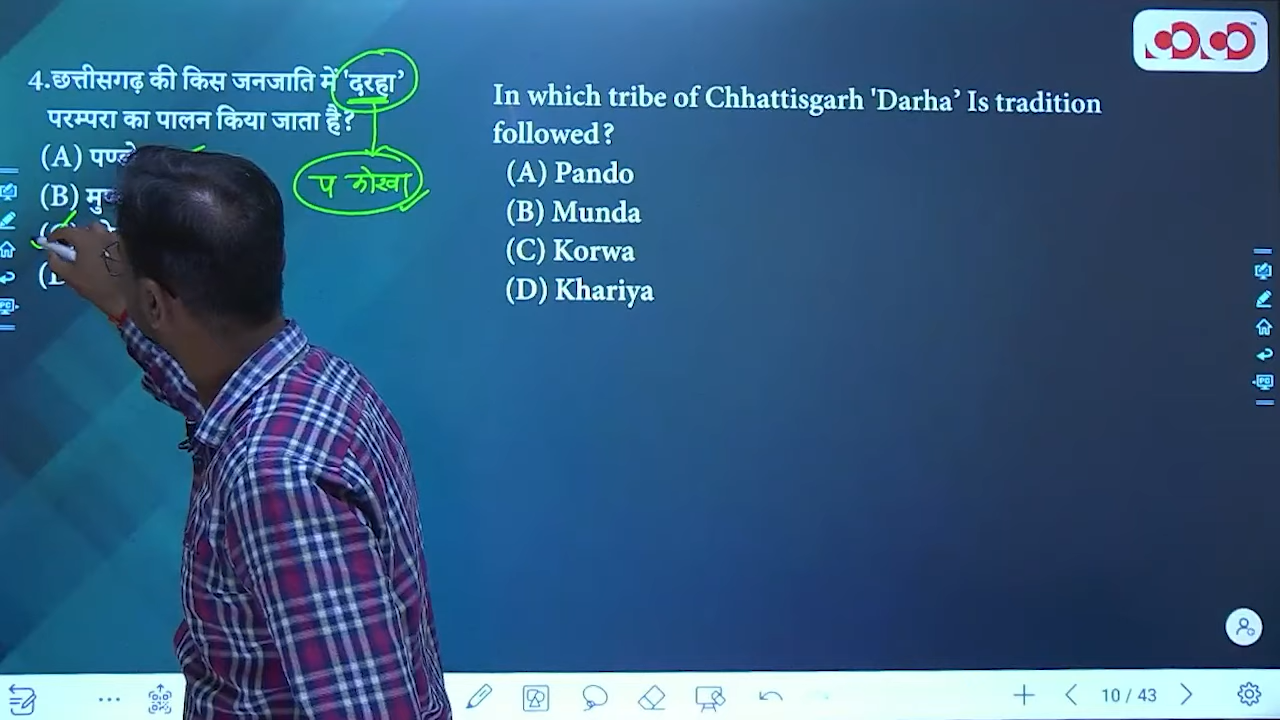 4.छत्तीसगढ़ की किस जनजाति में 'दरहा’
परम्परा का पालन किया जाता है?
(A)
(B)
प कोरवा
In which tribe of Chhattisgarh 'Darha’ Is tradition
followed?
(A) Pando
(B) Munda
(C) Korwa
(D) Khariya
10 / 43